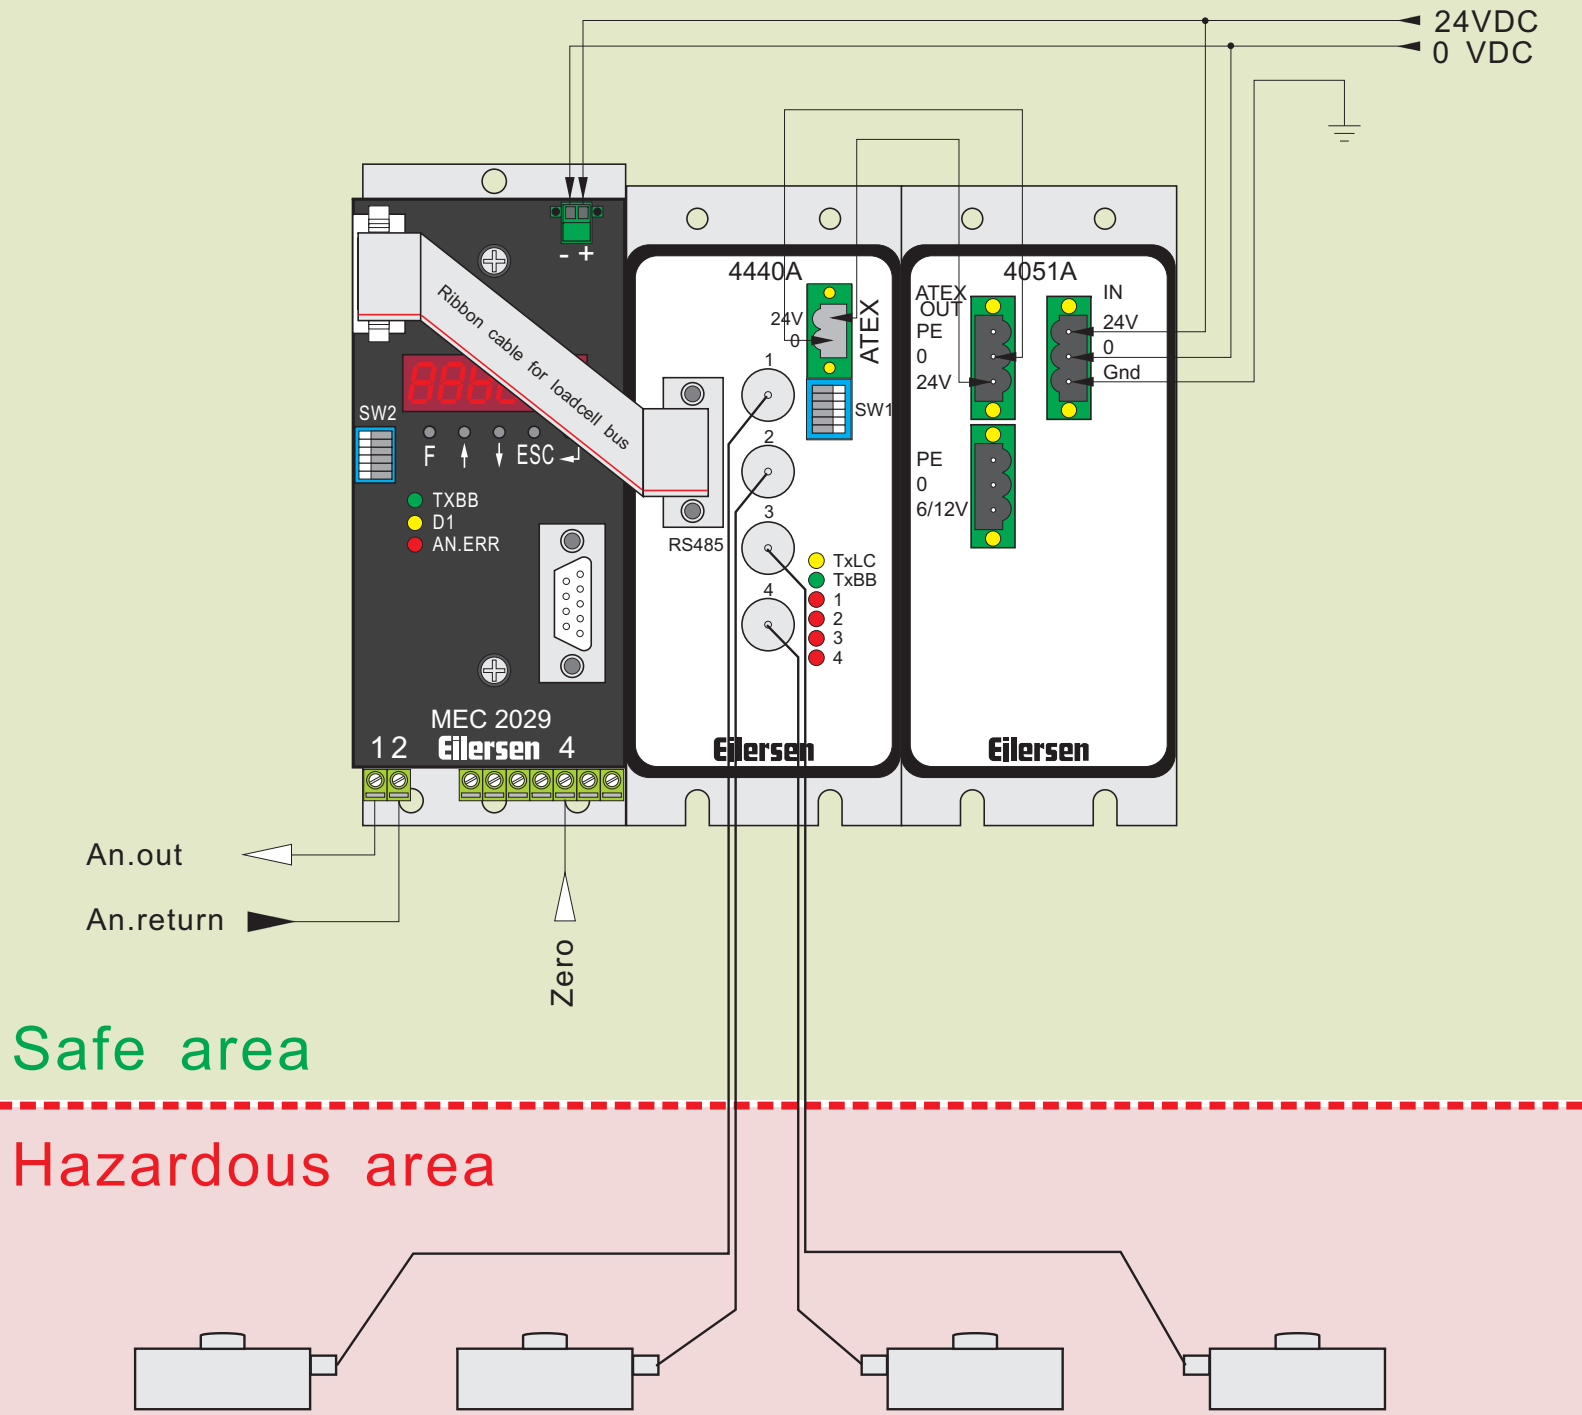 24VDC
0 VDC
- +
Ribbon cable for loadcell bus
SW2
F ESC
TXBB
D1
AN.ERR
MEC 2029
1 2 Eilersen 4
4440A
24V
0
ATEX
SW1
1
2
3
4
RS485
TxLC
TxBB
1
2
3
4
Eilersen
4051A
ATEX
OUT
PE
0
24V
IN
24V
0
Gnd
PE
0
6/12V
Eilersen
An.out
An.return
Zero
Safe area
Hazardous area